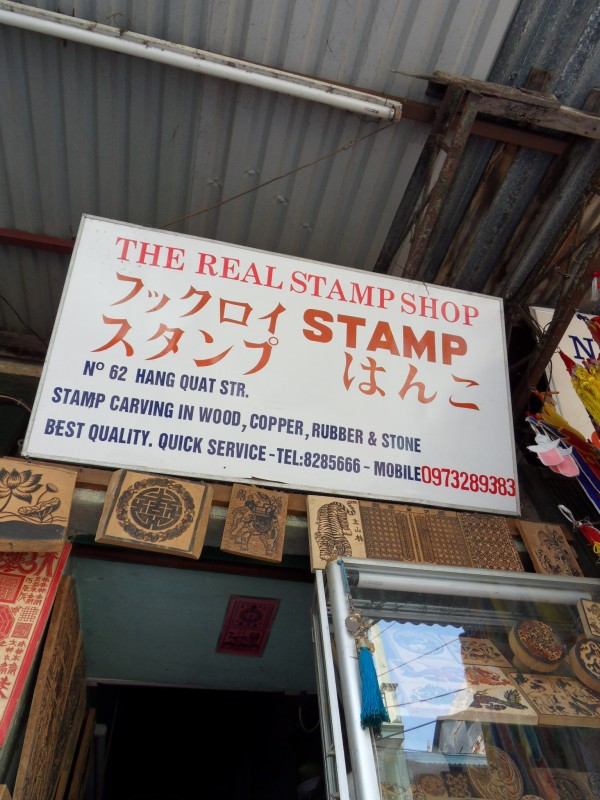 THE REAL STAMP SHOP
フックロイ STAMP
スタンプ はんこ
Nº 62 HANG QUAT STR.
STAMP CARVING IN WOOD, COPPER, RUBBER & STONE
BEST QUALITY. QUICK SERVICE - TEL:8285666 - MOBILE 0973289383
N